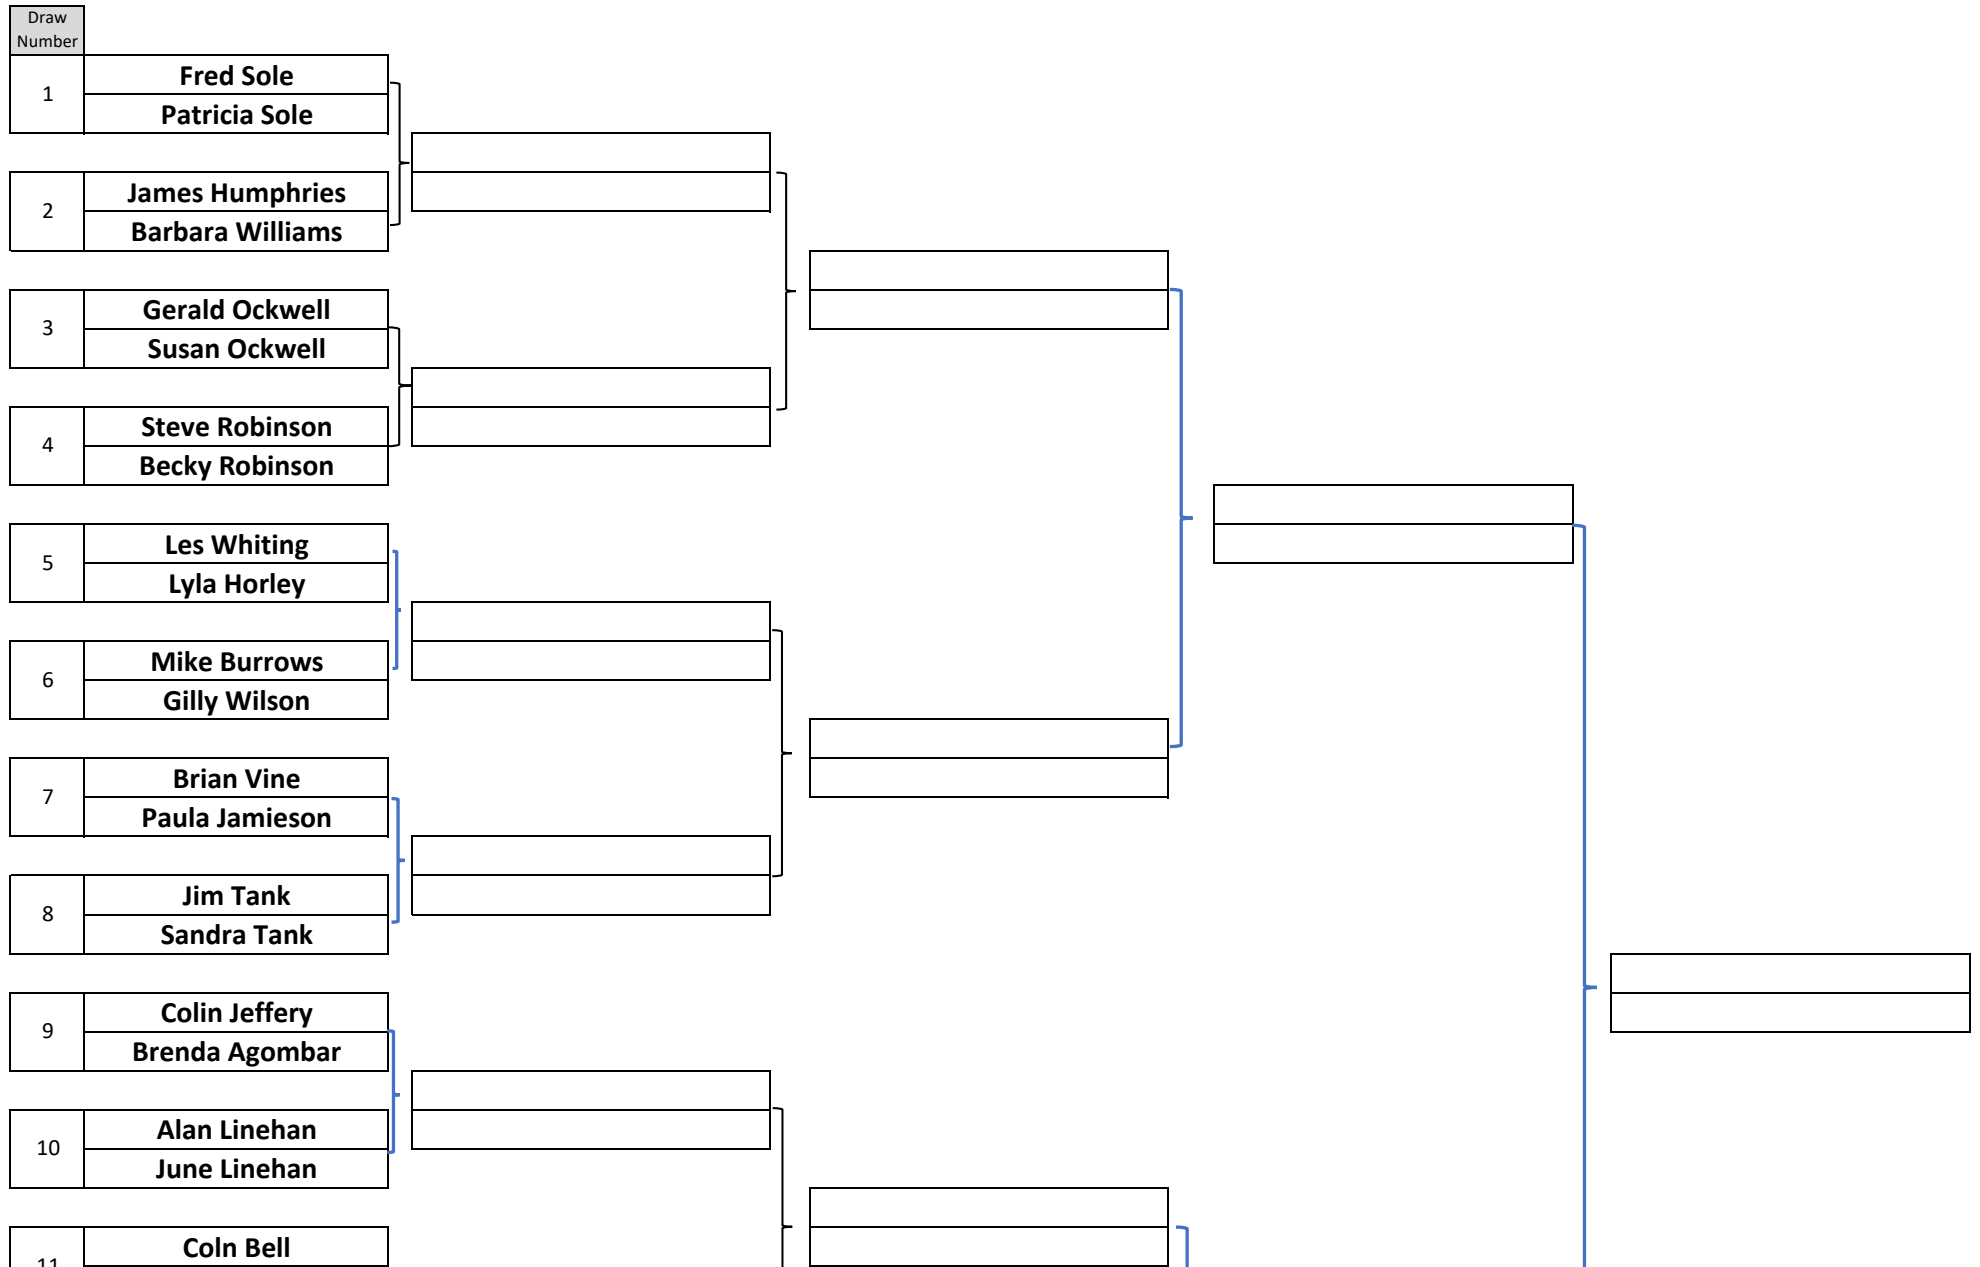 Draw
Number
1
Fred Sole
Patricia Sole
2
James Humphries
Barbara Williams
3
Gerald Ockwell
Susan Ockwell
4
Steve Robinson
Becky Robinson
5
Les Whiting
Lyla Horley
6
Mike Burrows
Gilly Wilson
7
Brian Vine
Paula Jamieson
8
Jim Tank
Sandra Tank
9
Colin Jeffery
Brenda Agombar
10
Alan Linehan
June Linehan
11
Coln Bell